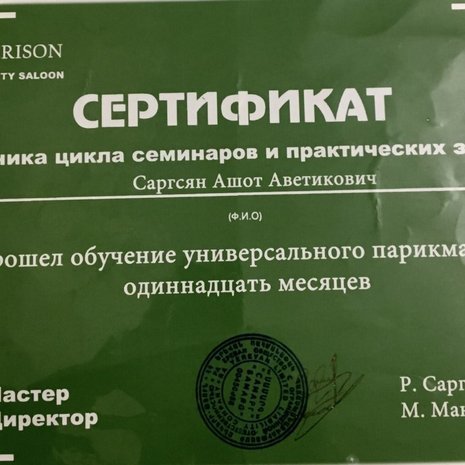 RISON
TY SALOON
СЕРТИФИКАТ
ника цикла семинаров и практических з
Саргсян Ашот Аветикович
(Ф.И.О)
рошел обучение универсального парикма
одиннадцать месяцев
Мастер
Директор
Р. Сарг
М. Ман